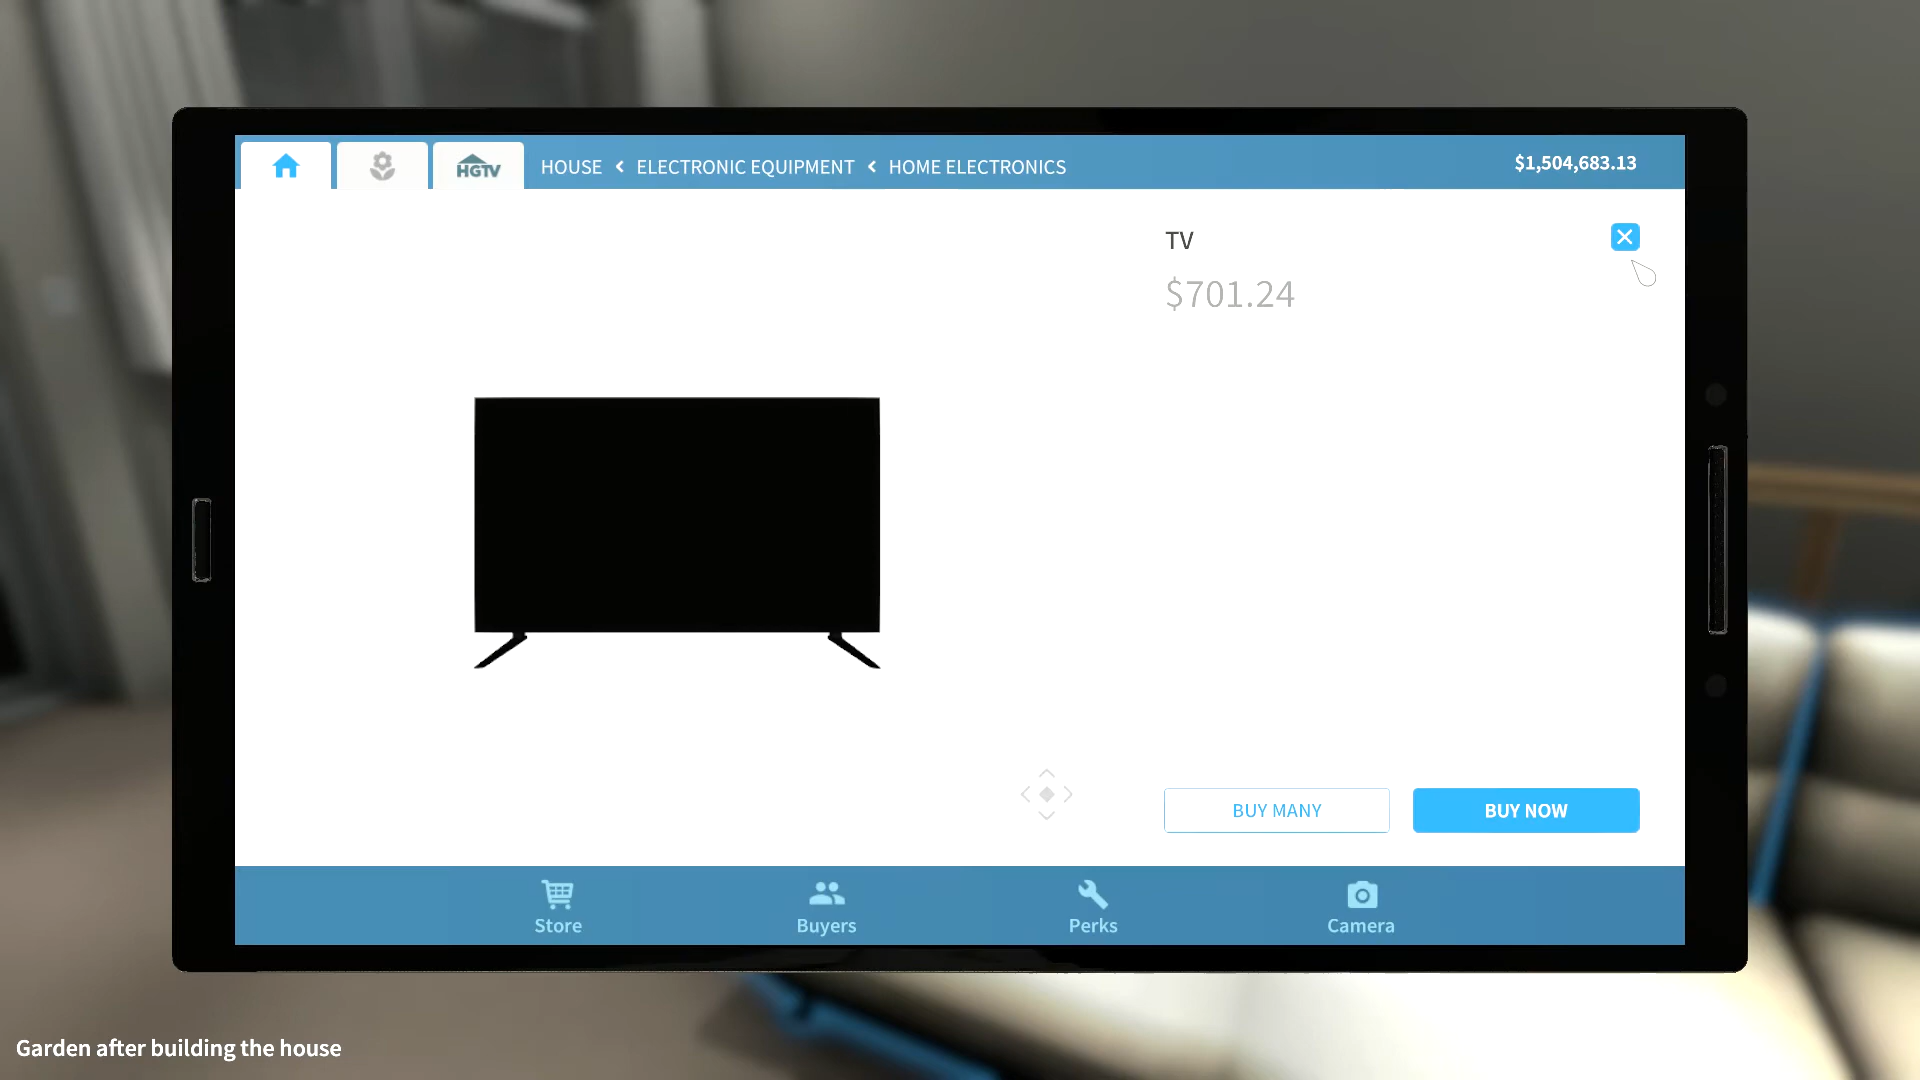 HGTV
HOUSE < ELECTRONIC EQUIPMENT < HOME ELECTRONICS
$1,504,683.13
TV
$701.24
BUY MANY
BUY NOW
Store
Buyers
Perks
Camera
Garden after building the house